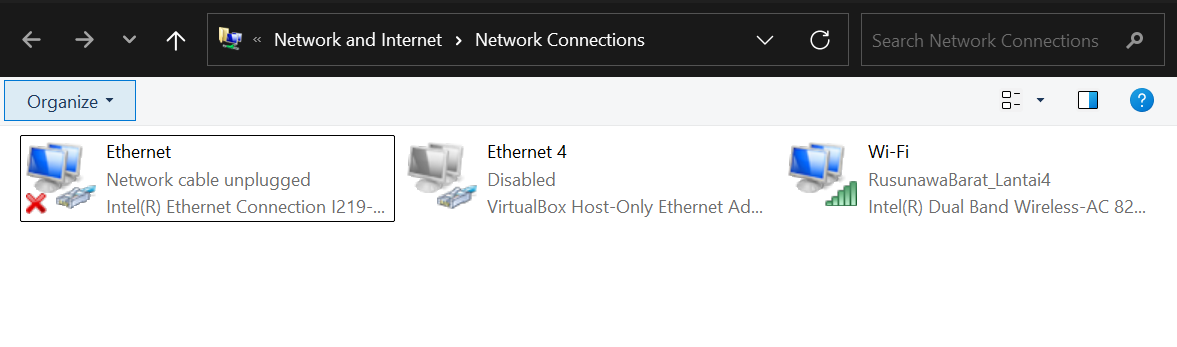 « Network and Internet > Network Connections
Search Network Connections
Organize
?
Ethernet
Network cable unplugged
Intel(R) Ethernet Connection I219-...
Ethernet 4
Disabled
VirtualBox Host-Only Ethernet Ad...
Wi-Fi
RusunawaBarat_Lantai4
Intel(R) Dual Band Wireless-AC 82...